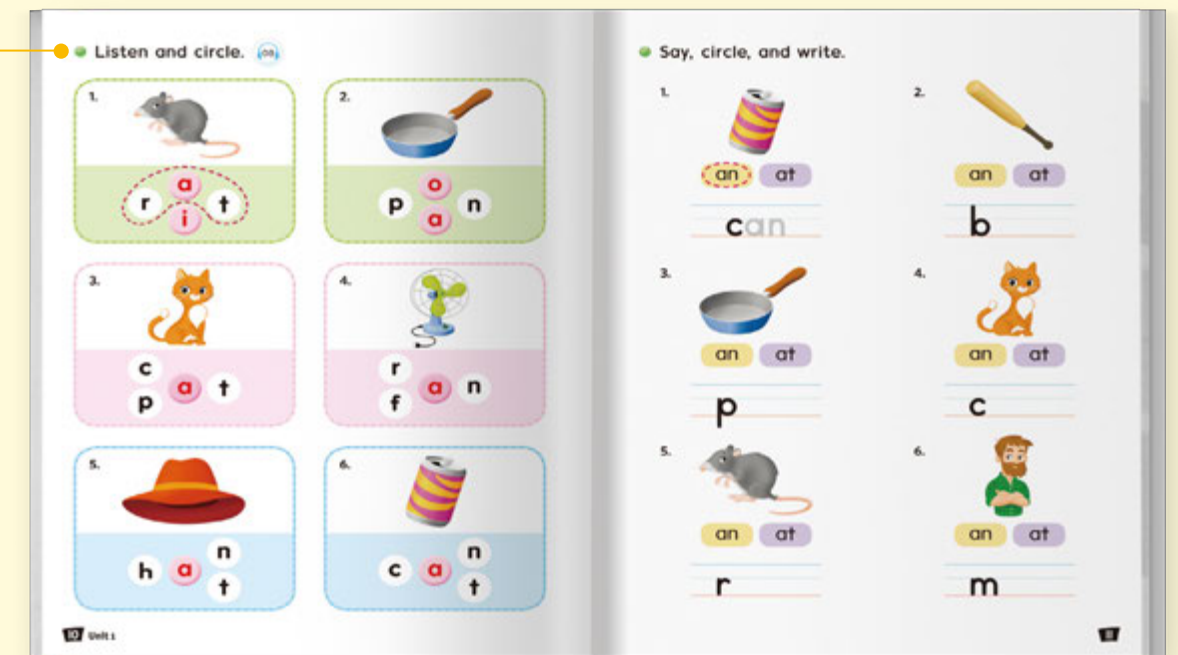 Listen and circle. 08
1.
2.
r a i t
p o a n
3.
4.
c p a t
r f a n
5.
6.
h a n t
c a n t
10 Unit 1
Say, circle, and write.
1.
2.
an at
an at
can
b
3.
4.
an at
an at
p
c
5.
6.
an at
an at
r
m
11